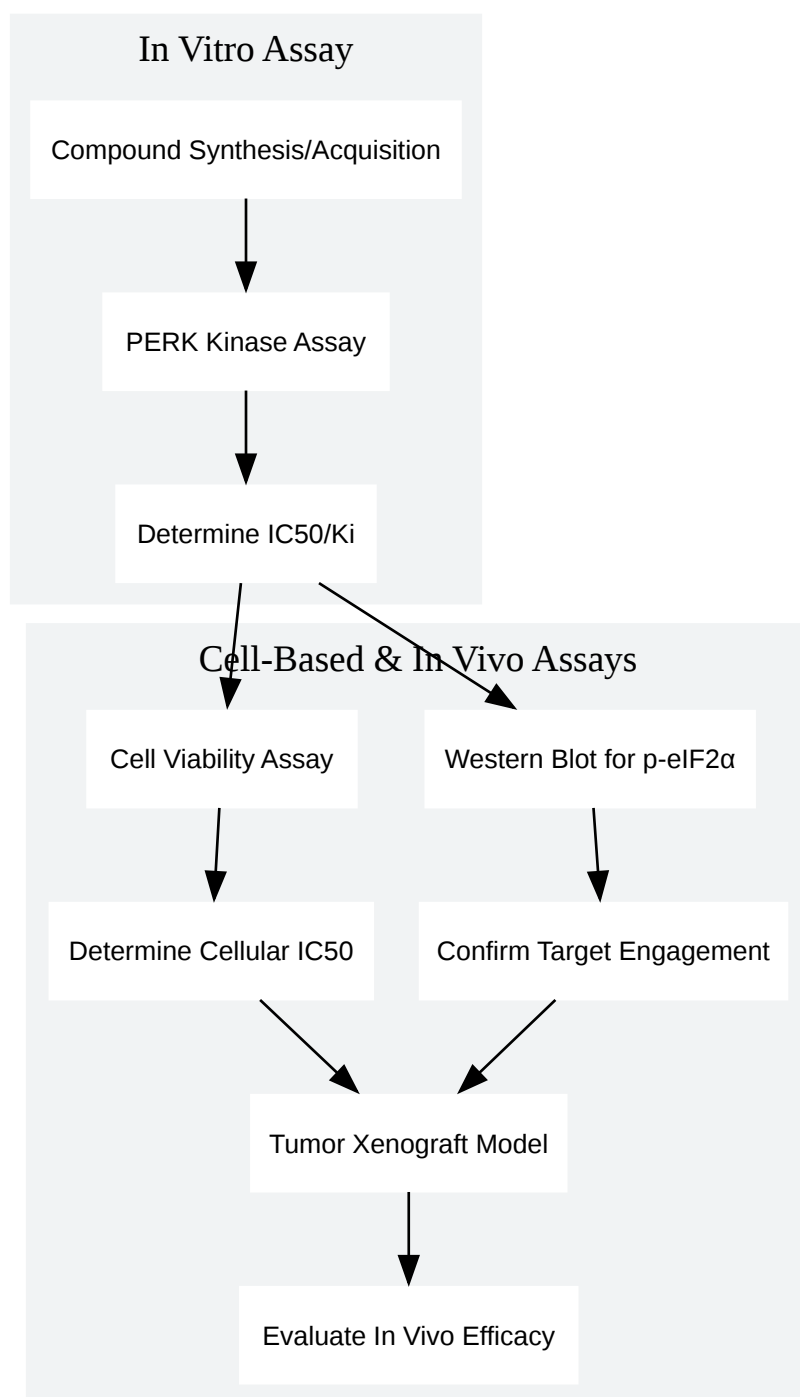 In Vitro Assay
Compound Synthesis/Acquisition
PERK Kinase Assay
Determine IC50/Ki
Cell-Based & In Vivo Assays
Cell Viability Assay
Western Blot for p-eIF2α
Determine Cellular IC50
Confirm Target Engagement
Tumor Xenograft Model
Evaluate In Vivo Efficacy